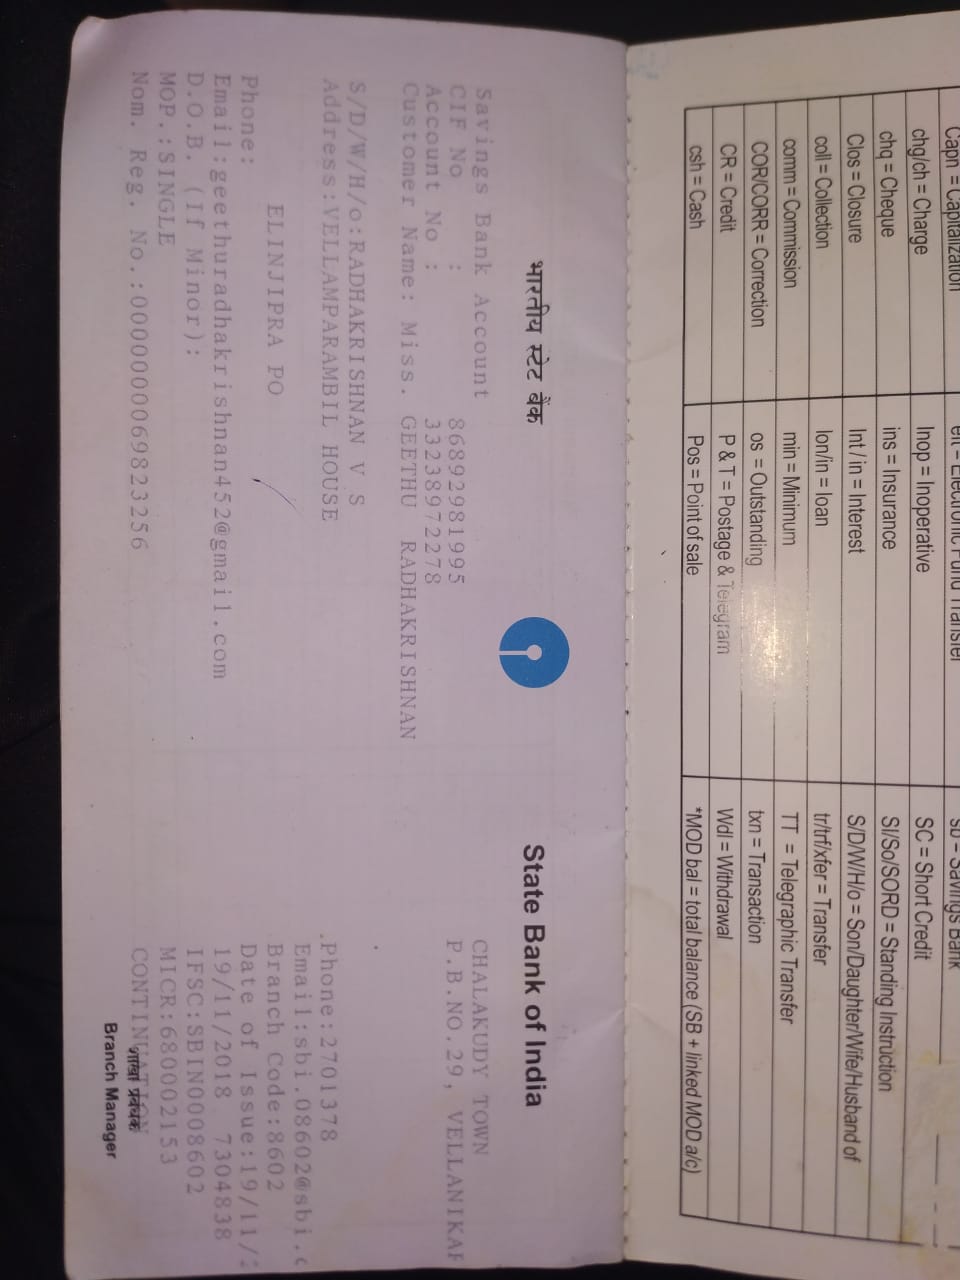 भारतीय स्टेट बैंक
State Bank of India
Savings Bank Account
CHALAKUDY TOWN
CIF No : 86892981995
P.B.NO.29, VELLANIKAR
Account No : 33238972278
Customer Name: Miss. GEETHU RADHAKRISHNAN
S/D/W/H/o:RADHAKRISHNAN V S
Address:VELLAMPARAMBIL HOUSE
.Phone:2701378
Email:sbi.08602@sbi.c
ELINJIPRA PO
Branch Code:8602
Phone:
Date of Issue:19/11/2
Email:geethuradhakrishnan452@gmail.com
19/11/2018 7304838
D.O.B. (If Minor):
IFSC:SBIN0008602
MOP.:SINGLE
MICR:680002153
Nom. Reg. No.:0000000069823256
CONTINUATION
शाखा प्रबंधक
Branch Manager
Capn = Capitalization
eft = Electronic Fund Transfer
sb = Savings Bank
chg/ch = Charge
Inop = Inoperative
SC = Short Credit
chq = Cheque
ins = Insurance
SI/So/SORD = Standing Instruction
Clos = Closure
Int / in = Interest
S/D/W/H/o = Son/Daughter/Wife/Husband of
coll = Collection
lon/in = loan
tr/trf/xfer = Transfer
comm = Commission
min = Minimum
TT = Telegraphic Transfer
COR/CORR = Correction
os = Outstanding
txn = Transaction
CR = Credit
P & T = Postage & Telegram
Wdl = Withdrawal
csh = Cash
Pos = Point of sale
*MOD bal = total balance (SB + linked MOD a/c)